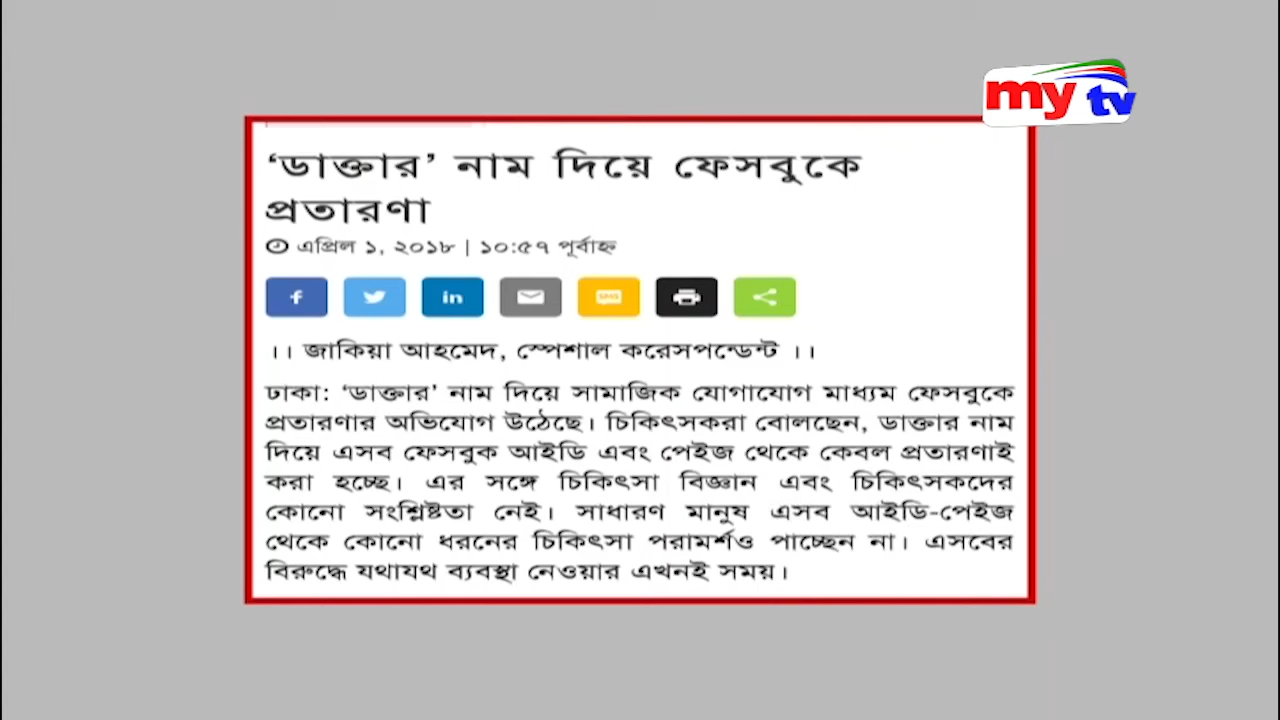 my tv
‘ডাক্তার’ নাম দিয়ে ফেসবুকে
প্রতারণা
এপ্রিল ১, ২০১৮ | ১০:৫৭ পূর্বাহ্ন
f in SMS
।। জাকিয়া আহমেদ, স্পেশাল করেসপন্ডেন্ট ।।
ঢাকা: ‘ডাক্তার’ নাম দিয়ে সামাজিক যোগাযোগ মাধ্যম ফেসবুকে
প্রতারণার অভিযোগ উঠেছে। চিকিৎসকরা বোলছেন, ডাক্তার নাম
দিয়ে এসব ফেসবুক আইডি এবং পেইজ থেকে কেবল প্রতারণাই
করা হচ্ছে। এর সঙ্গে চিকিৎসা বিজ্ঞান এবং চিকিৎসকদের
কোনো সংশ্লিষ্টতা নেই। সাধারণ মানুষ এসব আইডি-পেইজ
থেকে কোনো ধরনের চিকিৎসা পরামর্শও পাচ্ছেন না। এসবের
বিরুদ্ধে যথাযথ ব্যবস্থা নেওয়ার এখনই সময়।